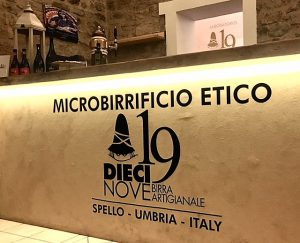 19
MICROBIRRIFICIO ETICO
19
DIECI
NOVE
BIRRA
ARTIGIANALE
SPELLO - UMBRIA - ITALY